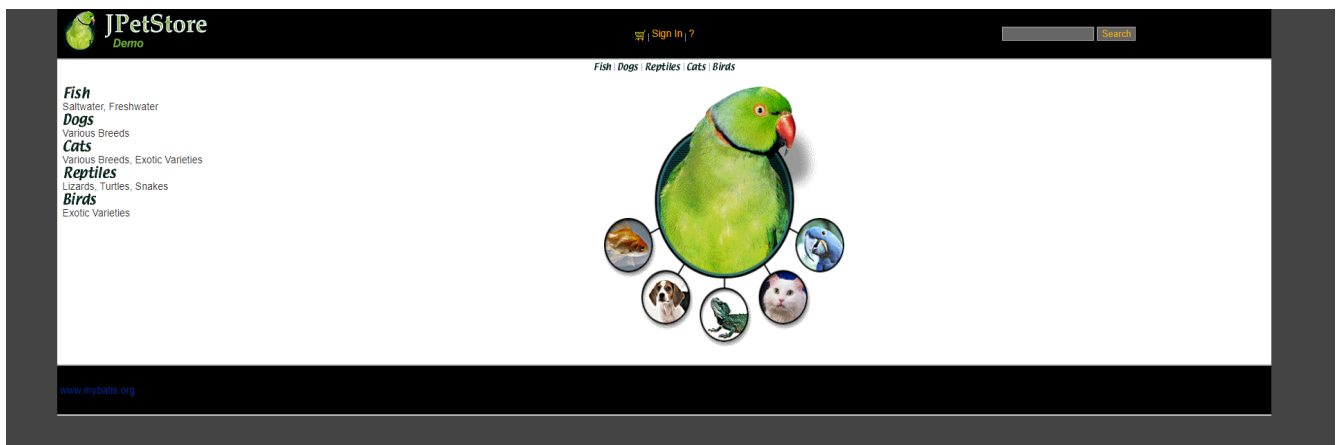 JPetStore
Demo
Sign In | ?
Search
Fish | Dogs | Reptiles | Cats | Birds
Fish
Saltwater, Freshwater
Dogs
Various Breeds
Cats
Various Breeds, Exotic Varieties
Reptiles
Lizards, Turtles, Snakes
Birds
Exotic Varieties
www.mybatis.org